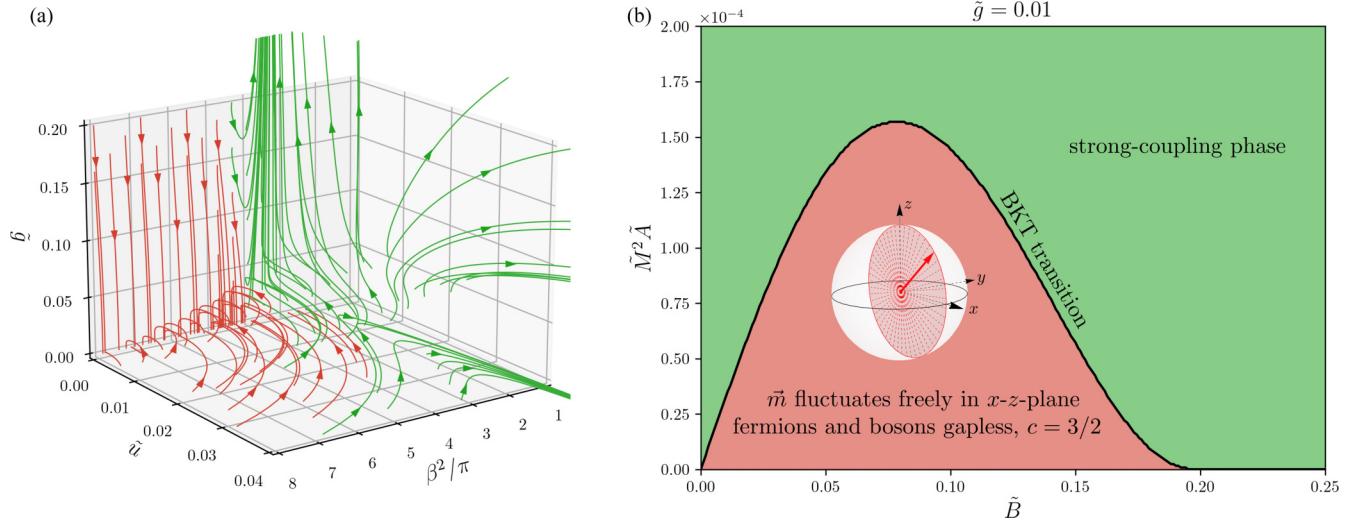 (a)
0.20
0.15
g̃
0.10
0.05
0.00
0.00
0.01
0.02
0.03
0.04
ũ
8
7
6
5
4
3
2
1
β²/π
(b)
g̃ = 0.01
×10⁻⁴
2.00
1.75
1.50
1.25
1.00
0.75
0.50
0.25
0.00
M̃²Ã
strong-coupling phase
BKT transition
z
y
x
m⃗ fluctuates freely in x-z-plane
fermions and bosons gapless, c = 3/2
0.00
0.05
0.10
0.15
0.20
0.25
B̃